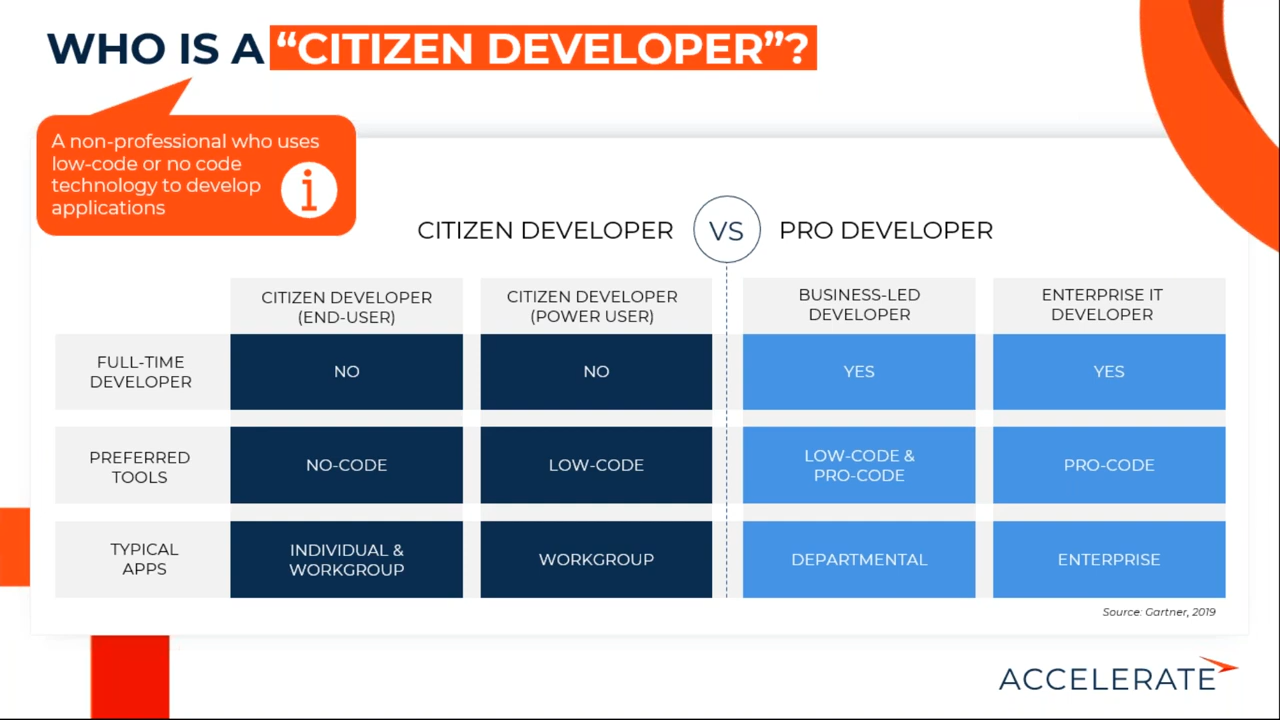 WHO IS A “CITIZEN DEVELOPER”?
A non-professional who uses
low-code or no code
technology to develop
applications
i
CITIZEN DEVELOPER VS PRO DEVELOPER
CITIZEN DEVELOPER
(END-USER)
CITIZEN DEVELOPER
(POWER USER)
BUSINESS-LED
DEVELOPER
ENTERPRISE IT
DEVELOPER
FULL-TIME
DEVELOPER
NO
NO
YES
YES
PREFERRED
TOOLS
NO-CODE
LOW-CODE
LOW-CODE &
PRO-CODE
PRO-CODE
TYPICAL
APPS
INDIVIDUAL &
WORKGROUP
WORKGROUP
DEPARTMENTAL
ENTERPRISE
Source: Gartner, 2019
ACCELERATE